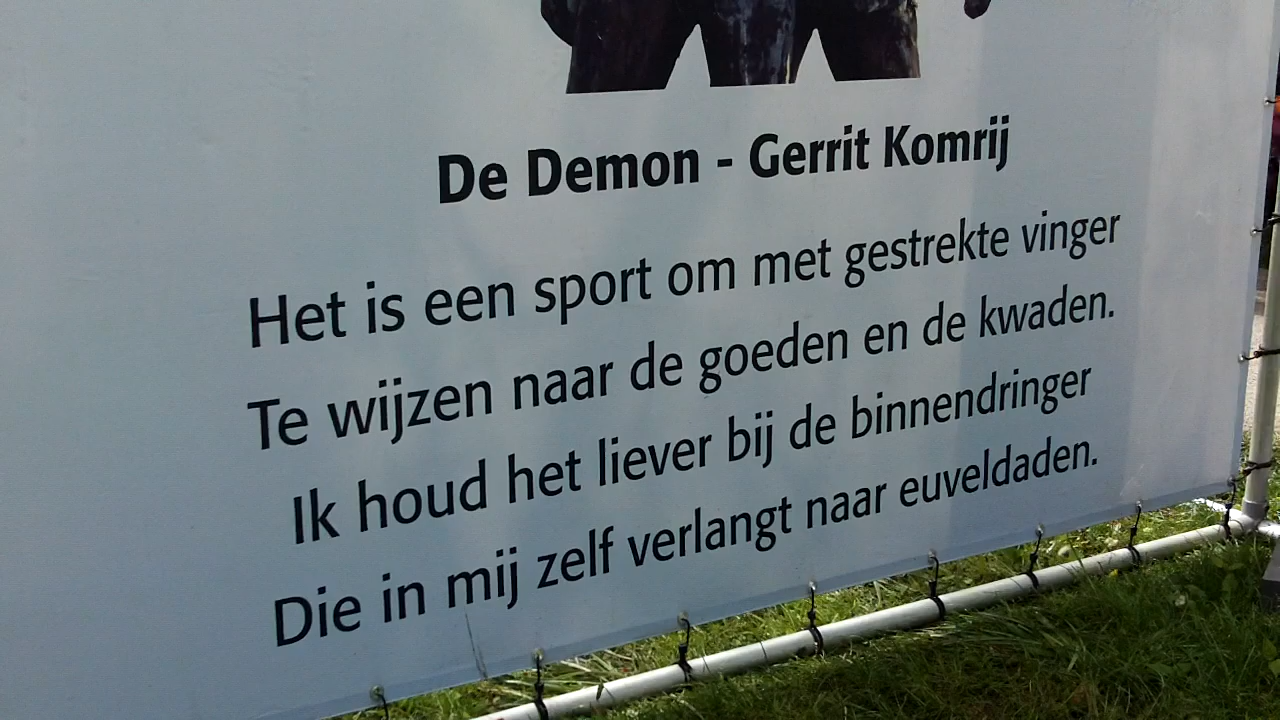 De Demon - Gerrit Komrij
Het is een sport om met gestrekte vinger
Te wijzen naar de goeden en de kwaden.
Ik houd het liever bij de binnendringer
Die in mij zelf verlangt naar euveldaden.